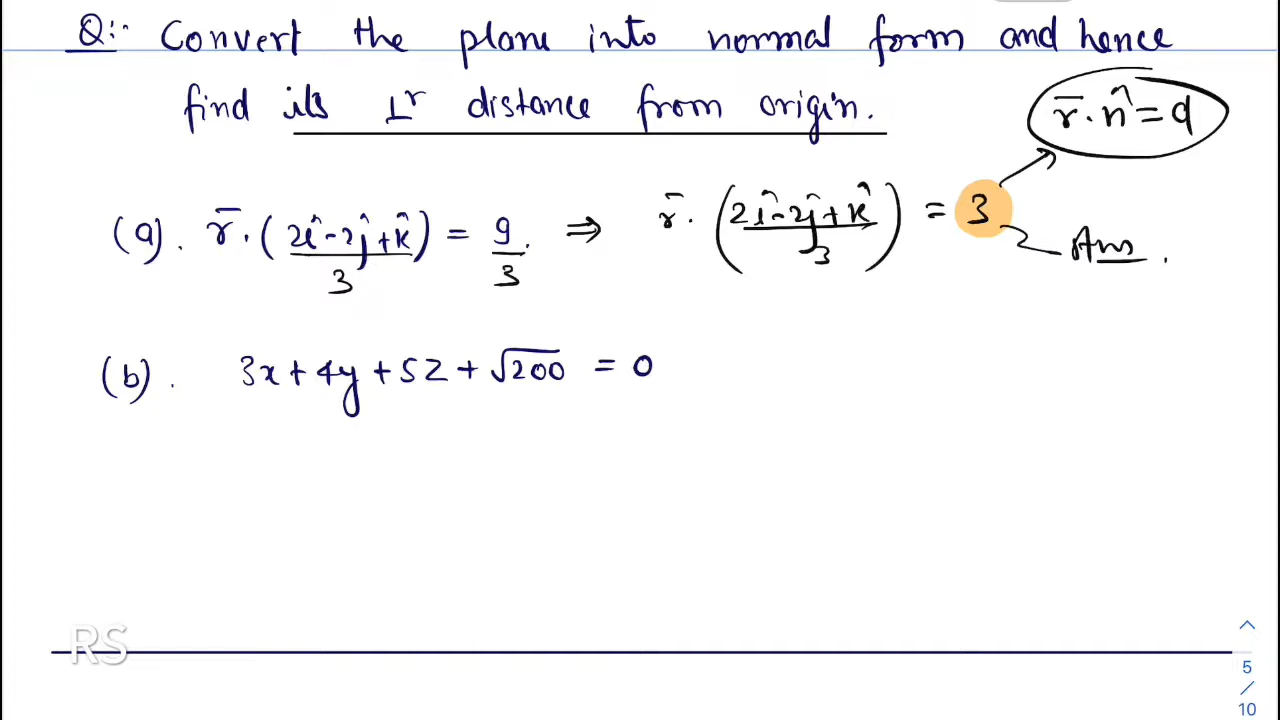 Q:- Convert the plane into normal form and hence
find its ⊥r distance from origin.
r̄.n̂ = d
(a). r̄.(2î-2ĵ+k̂)/3 = 9/3. ⇒ r̄.((2î-2ĵ+k̂)/3) = 3
Ans.
(b). 3x+4y+5z+√200 = 0
RS
5
/
10